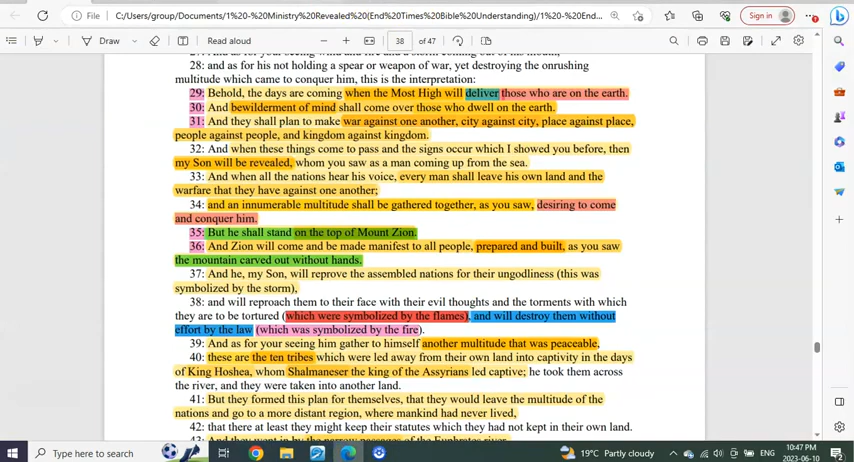 File
C:/Users/group/Documents/1%20-%20Ministry%20Revealed(End%20Times%20Bible%20Understanding)/1%20-%20End...
Sign in
Draw
Read aloud
38 of 47
28: and as for his not holding a spear or weapon of war, yet destroying the onrushing
multitude which came to conquer him, this is the interpretation:
29: Behold, the days are coming when the Most High will deliver those who are on the earth.
30: And bewilderment of mind shall come over those who dwell on the earth.
31: And they shall plan to make war against one another, city against city, place against place,
people against people, and kingdom against kingdom.
32: And when these things come to pass and the signs occur which I showed you before, then
my Son will be revealed, whom you saw as a man coming up from the sea.
33: And when all the nations hear his voice, every man shall leave his own land and the
warfare that they have against one another;
34: and an innumerable multitude shall be gathered together, as you saw, desiring to come
and conquer him.
35: But he shall stand on the top of Mount Zion.
36: And Zion will come and be made manifest to all people, prepared and built, as you saw
the mountain carved out without hands.
37: And he, my Son, will reprove the assembled nations for their ungodliness (this was
symbolized by the storm),
38: and will reproach them to their face with their evil thoughts and the torments with which
they are to be tortured (which were symbolized by the flames), and will destroy them without
effort by the law (which was symbolized by the fire).
39: And as for your seeing him gather to himself another multitude that was peaceable,
40: these are the ten tribes which were led away from their own land into captivity in the days
of King Hoshea, whom Shalmaneser the king of the Assyrians led captive; he took them across
the river, and they were taken into another land.
41: But they formed this plan for themselves, that they would leave the multitude of the
nations and go to a more distant region, where mankind had never lived,
42: that there at least they might keep their statutes which they had not kept in their own land.
43: And they went in by the narrow passages of the Euphrates river.
Type here to search
19°C Partly cloudy
ENG
10:47 PM
2023-06-10